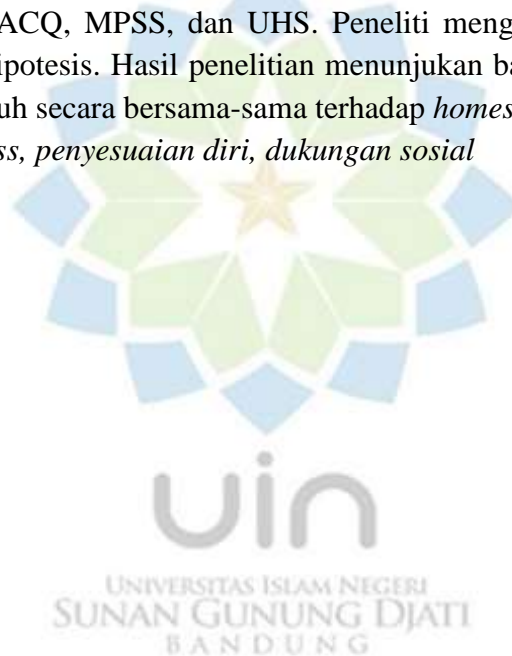 ACQ, MPSS, dan UHS. Peneliti meng
ipotesis. Hasil penelitian menunjukan ba
uh secara bersama-sama terhadap homes
ss, penyesuaian diri, dukungan sosial
uin
UNIVERSITAS ISLAM NEGERI
SUNAN GUNUNG DJATI
BANDUNG